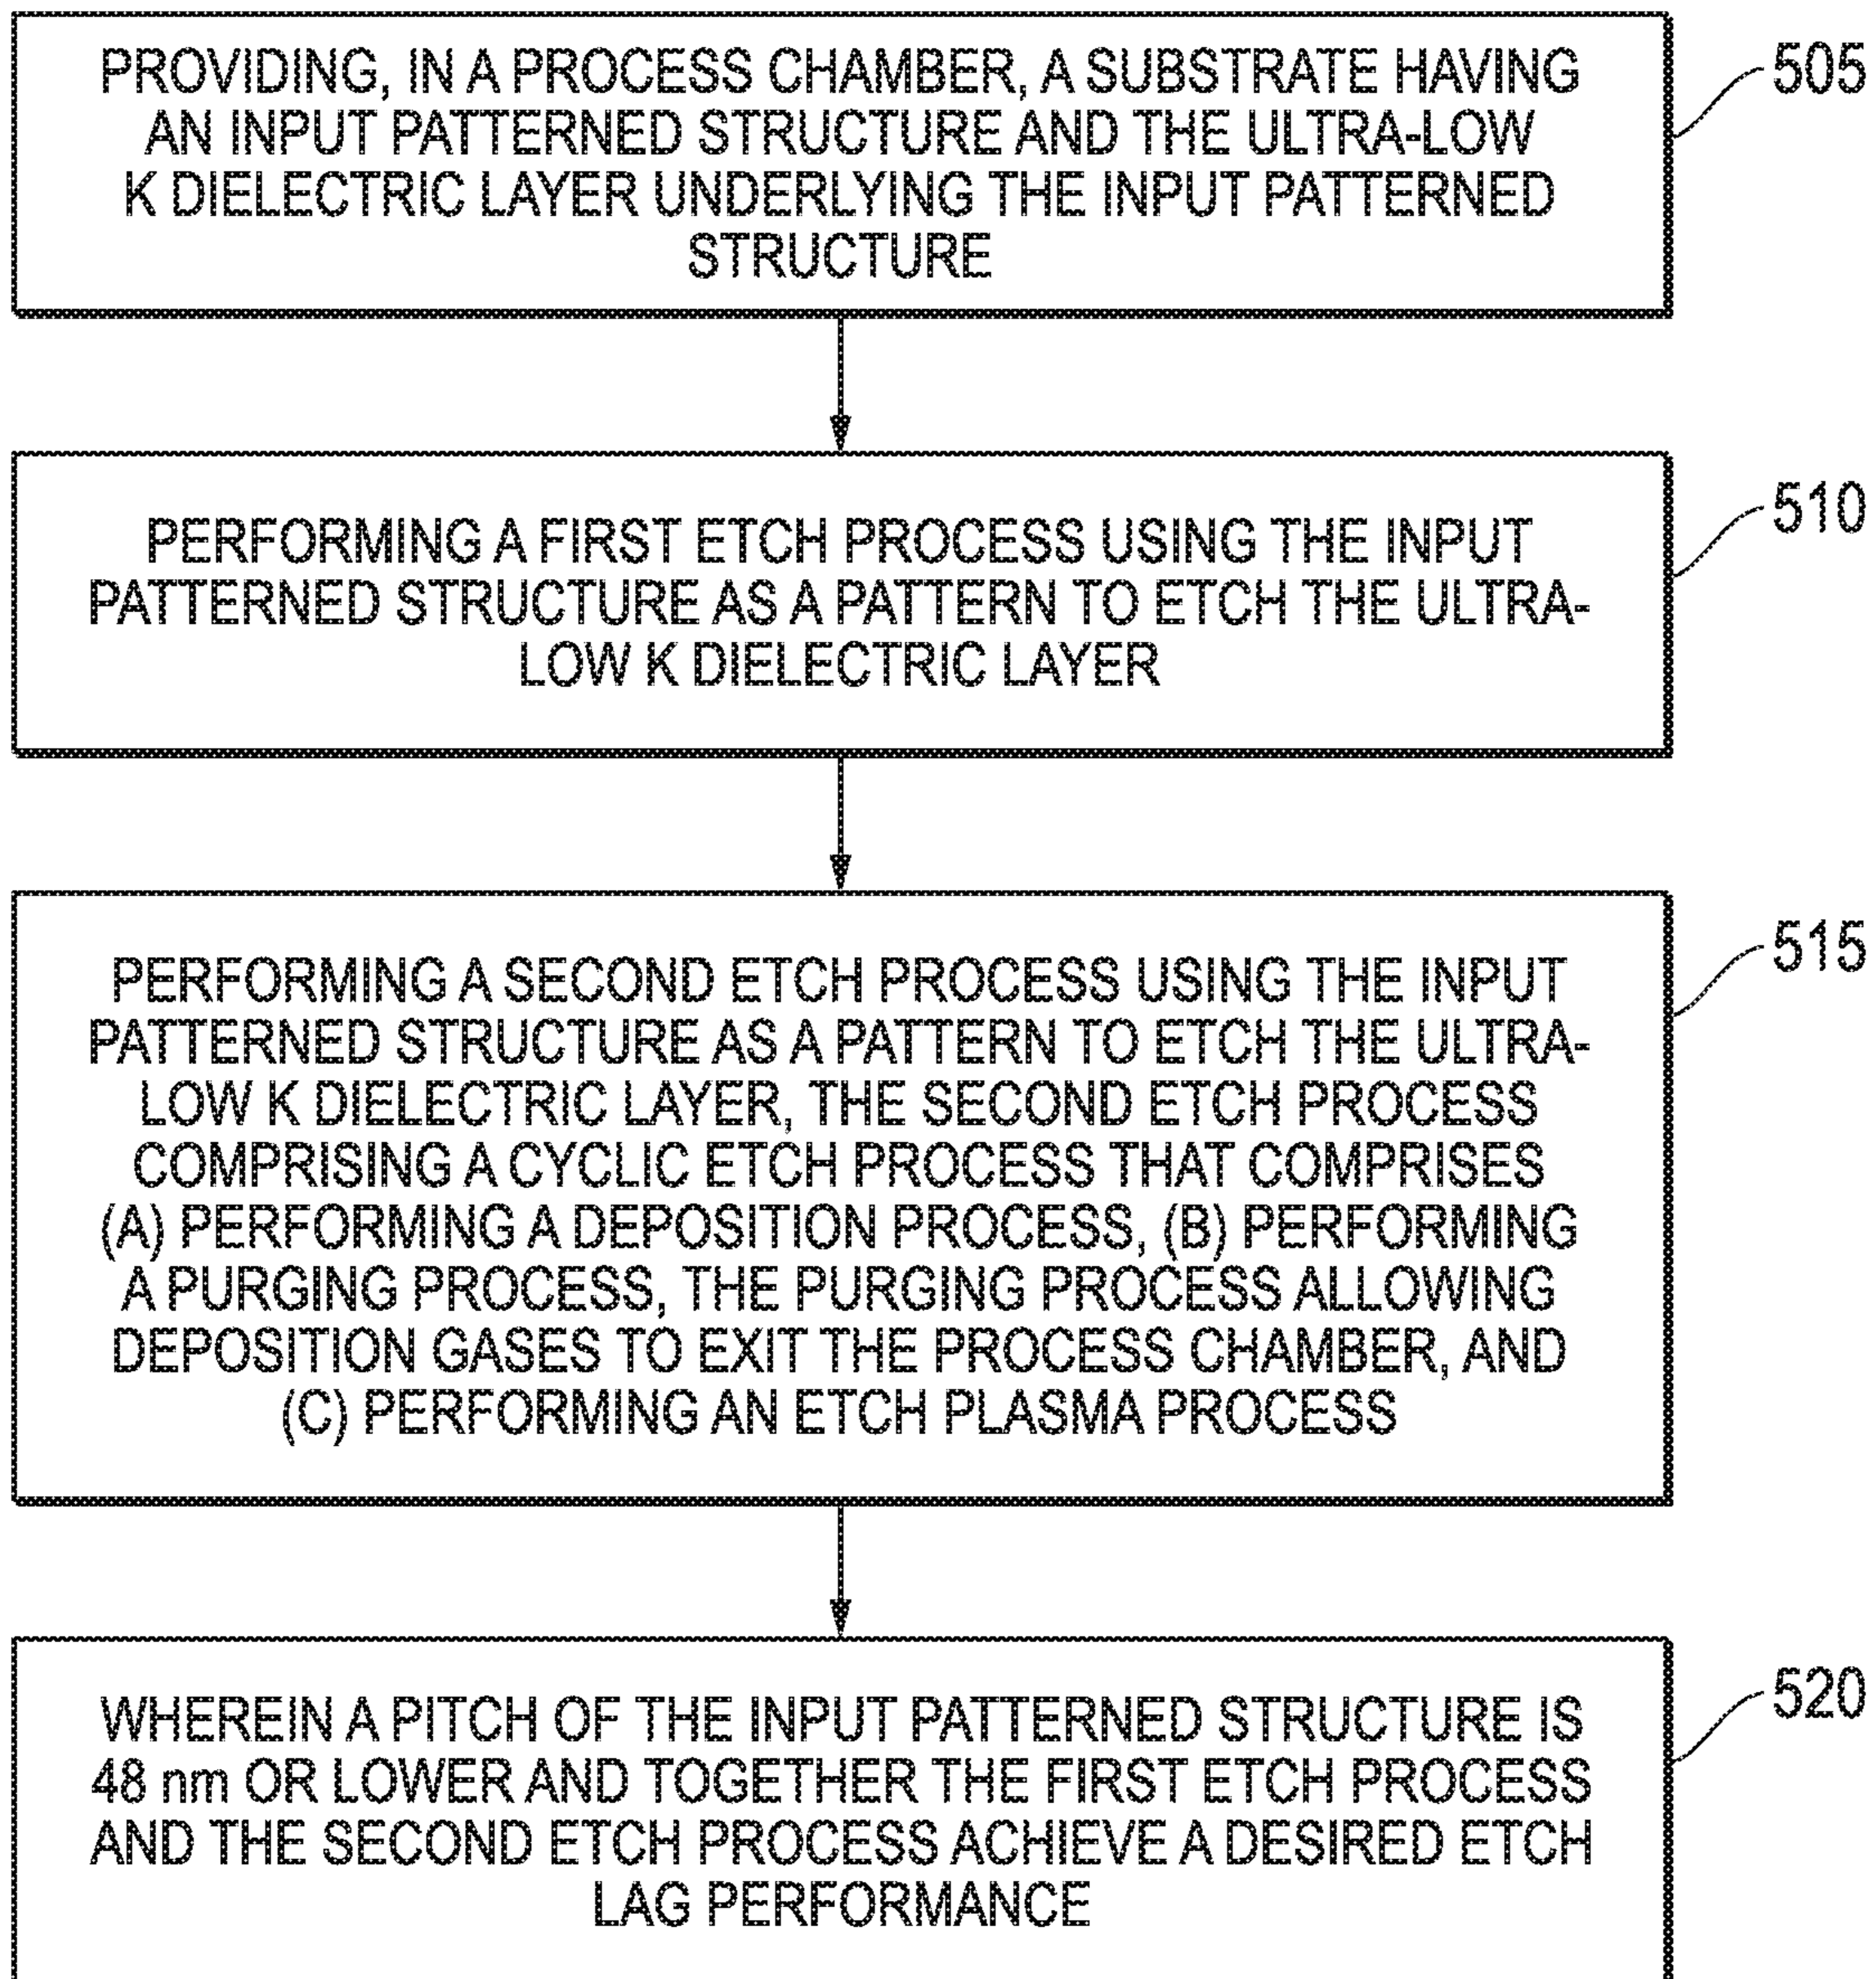 PROVIDING, IN A PROCESS CHAMBER, A SUBSTRATE HAVING
AN INPUT PATTERNED STRUCTURE AND THE ULTRA-LOW
K DIELECTRIC LAYER UNDERLYING THE INPUT PATTERNED
STRUCTURE
505
PERFORMING A FIRST ETCH PROCESS USING THE INPUT
PATTERNED STRUCTURE AS A PATTERN TO ETCH THE ULTRA-
LOW K DIELECTRIC LAYER
510
PERFORMING A SECOND ETCH PROCESS USING THE INPUT
PATTERNED STRUCTURE AS A PATTERN TO ETCH THE ULTRA-
LOW K DIELECTRIC LAYER, THE SECOND ETCH PROCESS
COMPRISING A CYCLIC ETCH PROCESS THAT COMPRISES
(A) PERFORMING A DEPOSITION PROCESS, (B) PERFORMING
A PURGING PROCESS, THE PURGING PROCESS ALLOWING
DEPOSITION GASES TO EXIT THE PROCESS CHAMBER, AND
(C) PERFORMING AN ETCH PLASMA PROCESS
515
WHEREIN A PITCH OF THE INPUT PATTERNED STRUCTURE IS
48 nm OR LOWER AND TOGETHER THE FIRST ETCH PROCESS
AND THE SECOND ETCH PROCESS ACHIEVE A DESIRED ETCH
LAG PERFORMANCE
520